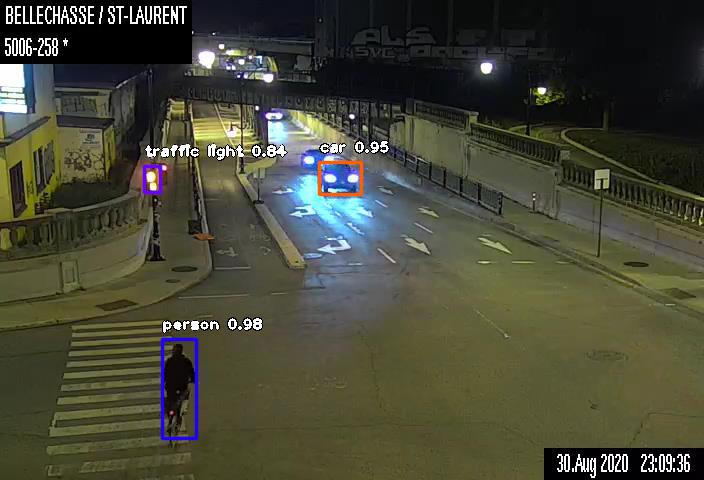 BELLECHASSE / ST-LAURENT
5006-258 *
car 0.95
traffic light 0.84
person 0.98
30.Aug 2020 23:09:36